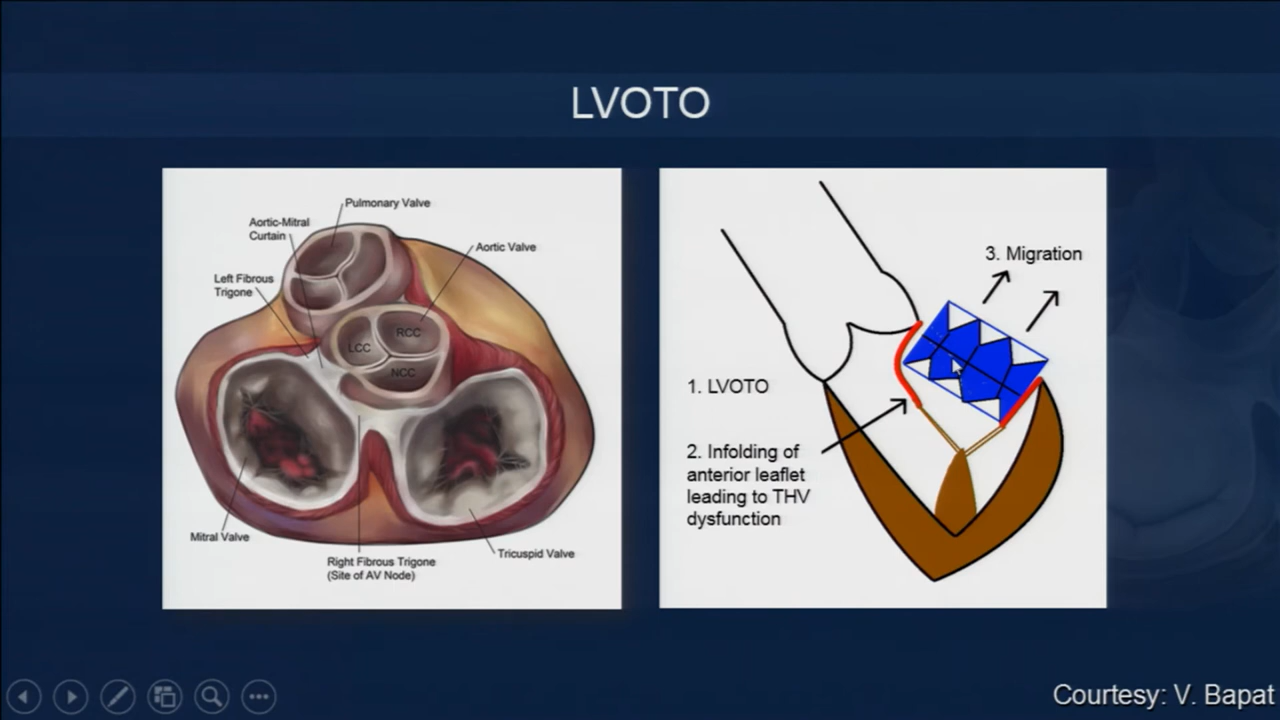 LVOTO
Pulmonary Valve
Aortic-Mitral
Curtain
Aortic Valve
Left Fibrous
Trigone
RCC
LCC
NCC
Mitral Valve
Right Fibrous Trigone
(Site of AV Node)
Tricuspid Valve
3. Migration
1. LVOTO
2. Infolding of
anterior leaflet
leading to THV
dysfunction
Courtesy: V. Bapat